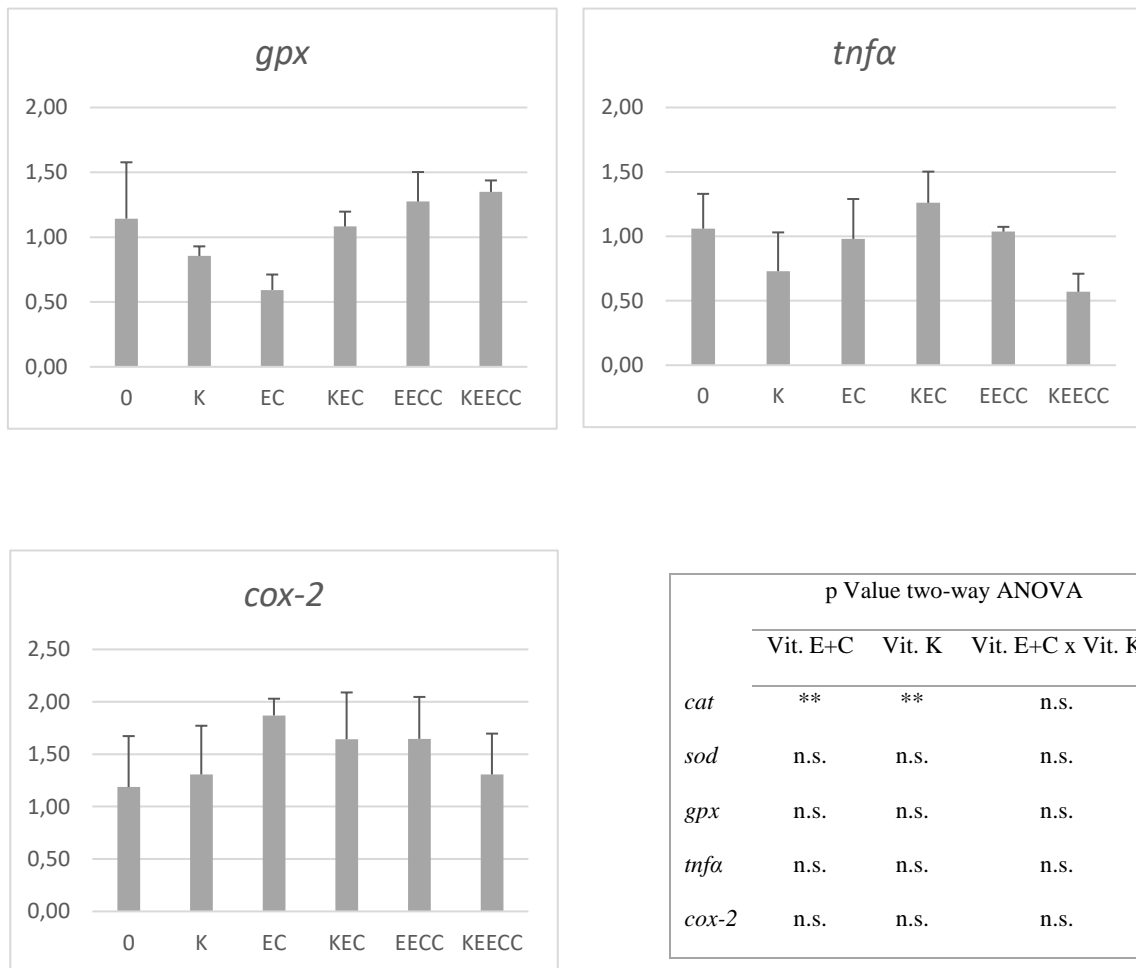 gpx
2,00
1,50
1,00
0,50
0,00
0 K EC KEC EECC KEECC
tnfα
2,00
1,50
1,00
0,50
0,00
0 K EC KEC EECC KEECC
cox-2
2,50
2,00
1,50
1,00
0,50
0,00
0 K EC KEC EECC KEECC
p Value two-way ANOVA
Vit. E+C Vit. K Vit. E+C x Vit. K
cat ** ** n.s.
sod n.s. n.s. n.s.
gpx n.s. n.s. n.s.
tnfα n.s. n.s. n.s.
cox-2 n.s. n.s. n.s.